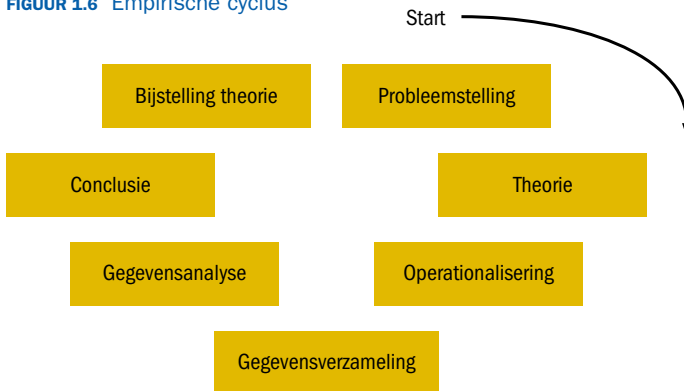 FIGUUR 1.6 Empirische cyclus
Start
Bijstelling theorie
Probleemstelling
Conclusie
Theorie
Gegevensanalyse
Operationalisering
Gegevensverzameling